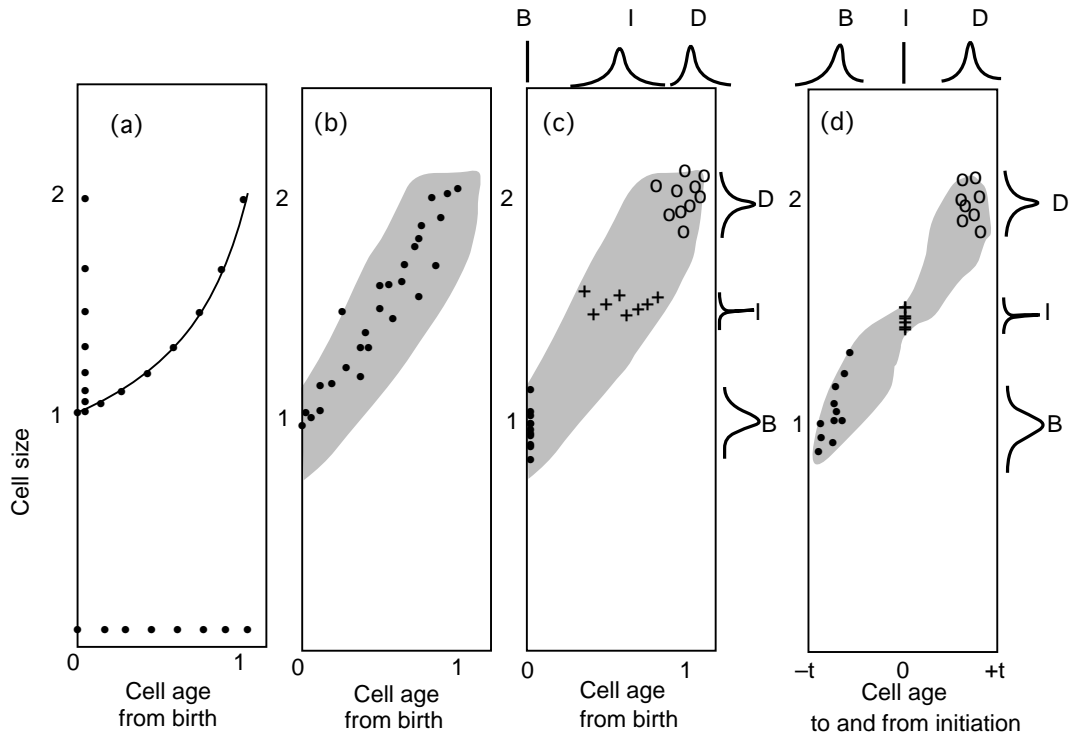 B I D
B I D
(a)
(b)
(c)
(d)
2
1
2
1
2
1
2
1
D
I
B
D
I
B
Cell size
0 1
Cell age
from birth
0 1
Cell age
from birth
0 1
Cell age
from birth
–t 0 +t
Cell age
to and from initiation